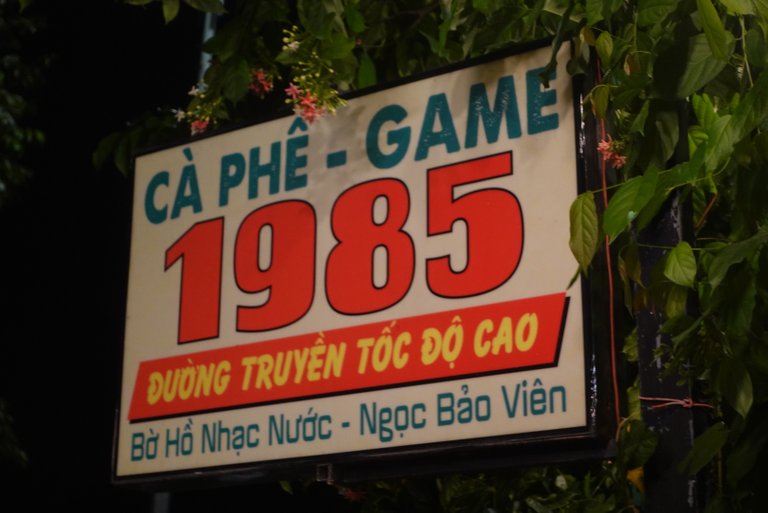 CÀ PHÊ - GAME
1985
ĐƯỜNG TRUYỀN TỐC ĐỘ CAO
Bờ Hồ Nhạc Nước - Ngọc Bảo Viên